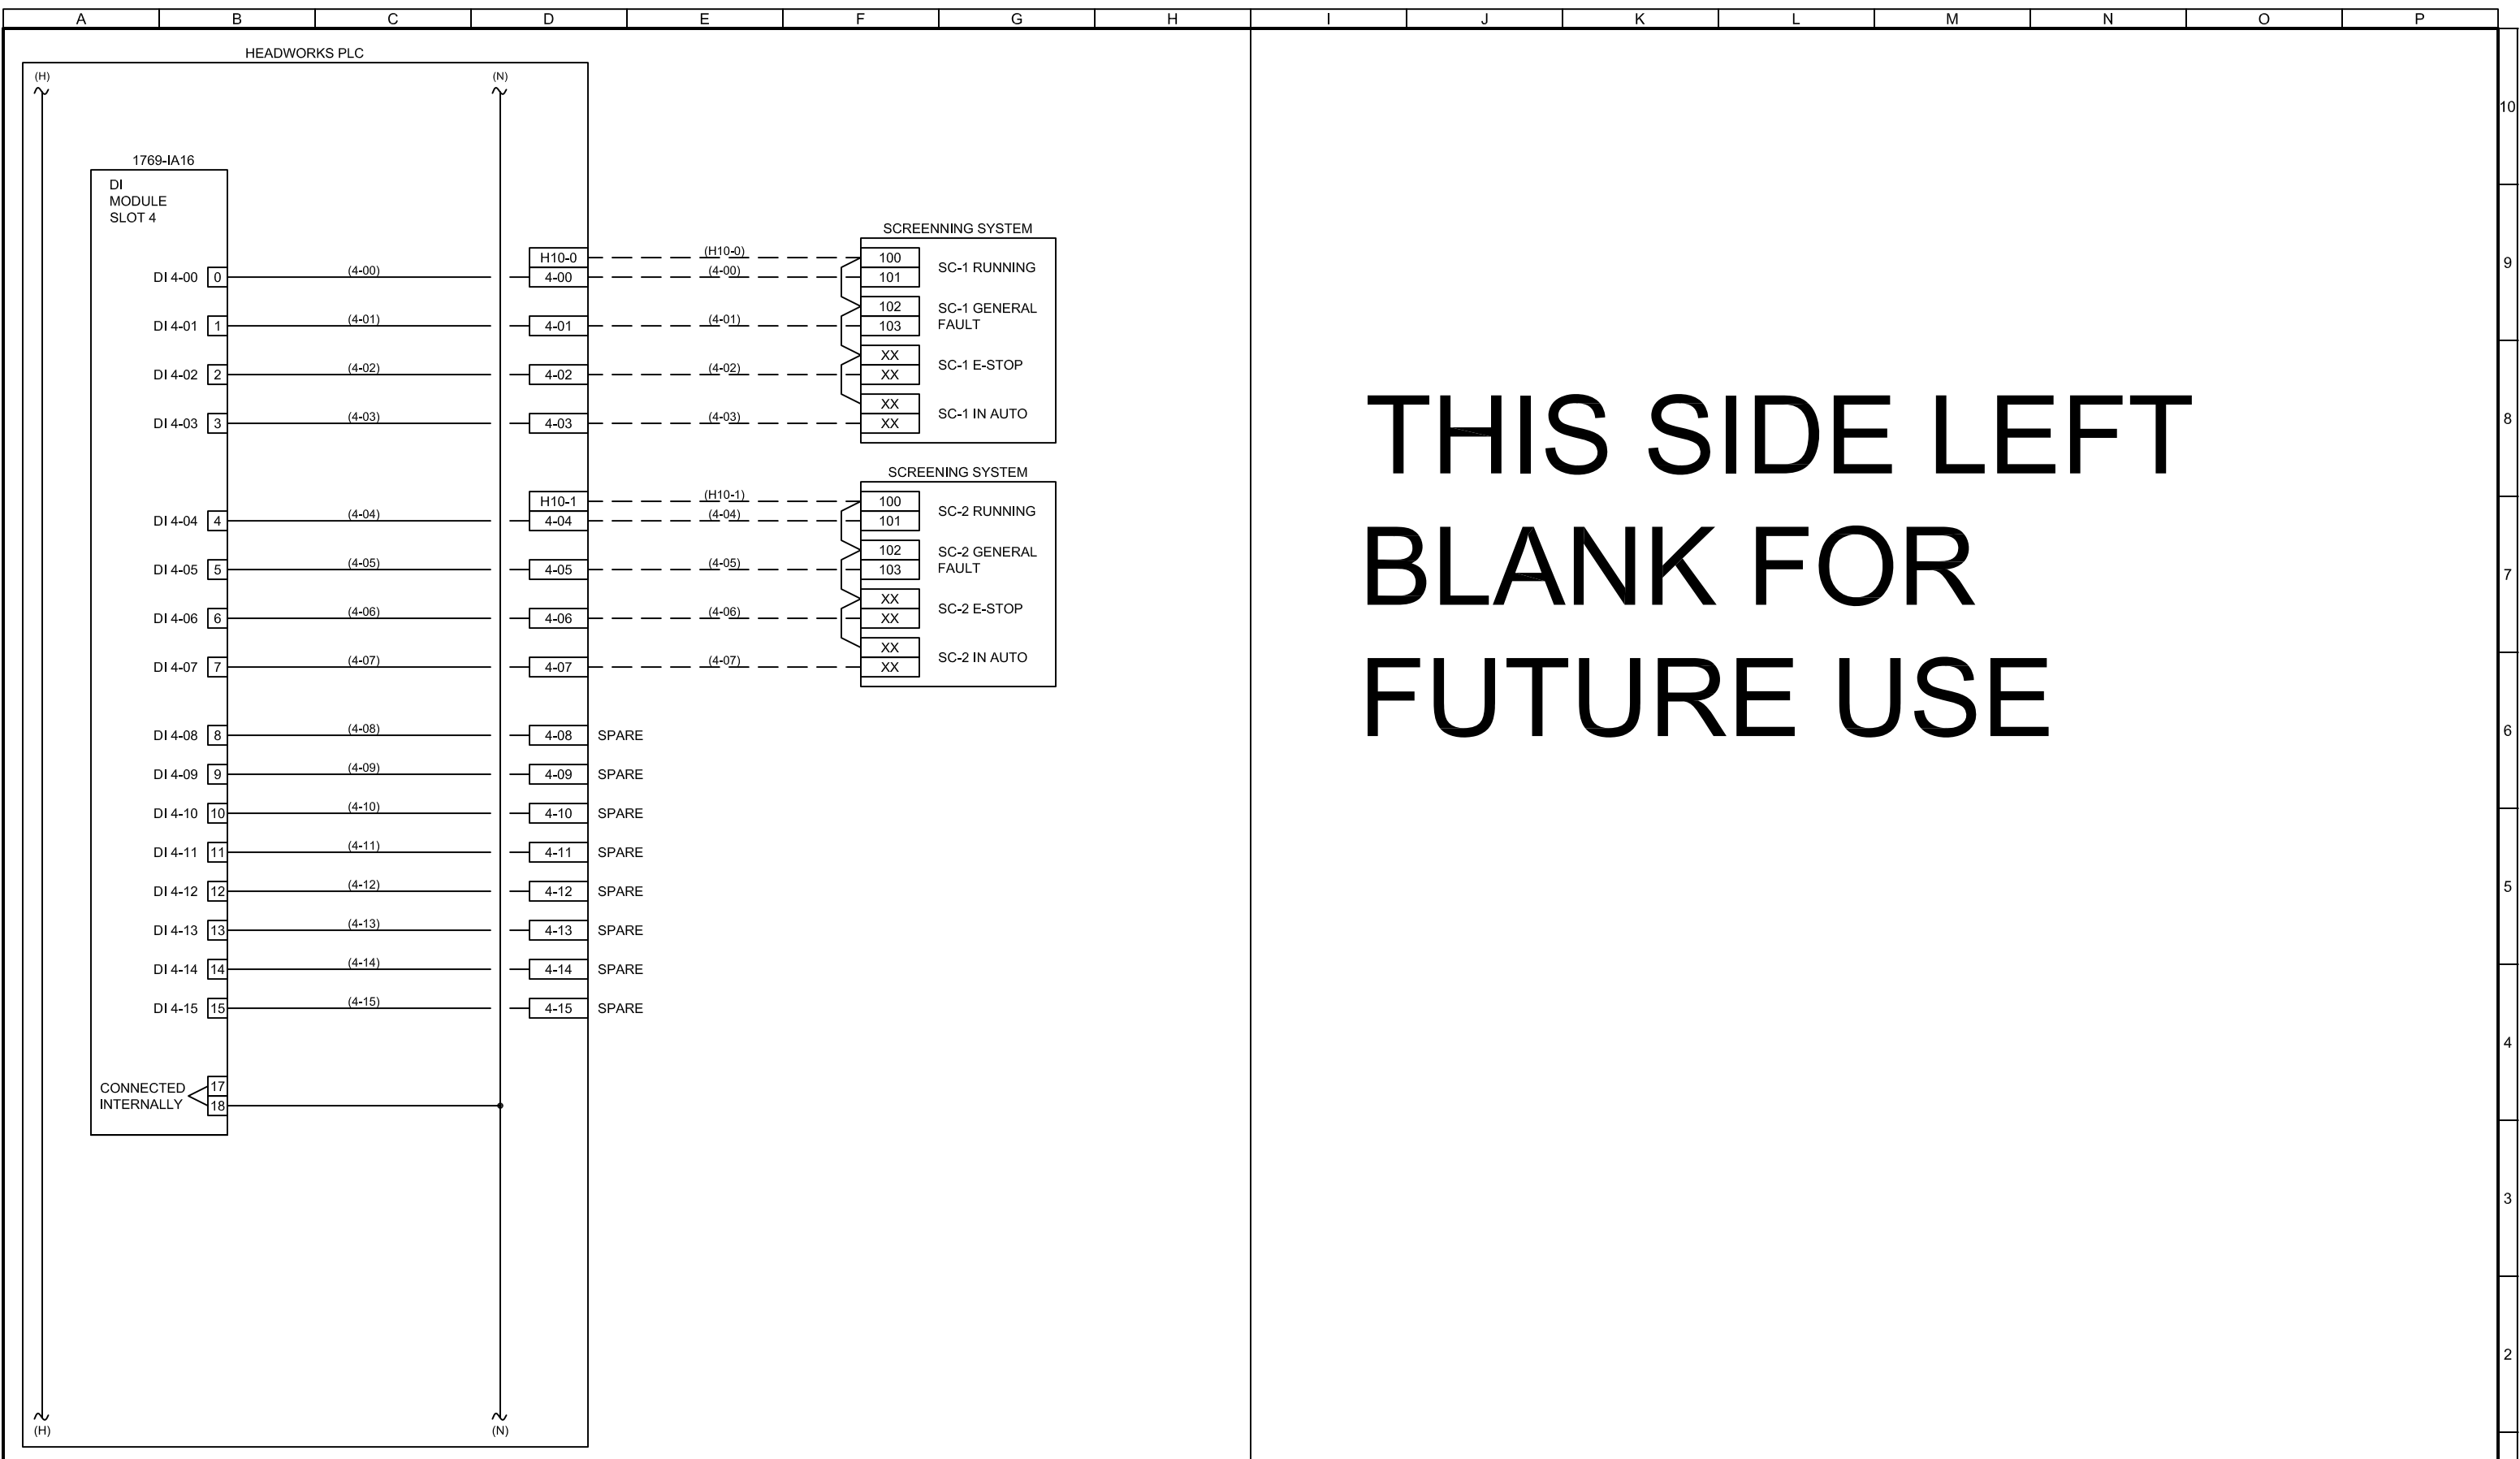 A B C D E F G H I J K L M N O P
HEADWORKS PLC
(H) (N)
10
1769-IA16
DI
MODULE
SLOT 4
SCREENNING SYSTEM
H10-0 (H10-0) 100
SC-1 RUNNING
DI 4-00 0 (4-00) 4-00 (4-00) 101
9
102 SC-1 GENERAL
DI 4-01 1 (4-01) 4-01 (4-01) 103 FAULT
XX
SC-1 E-STOP
DI 4-02 2 (4-02) 4-02 (4-02) XX
XX
SC-1 IN AUTO
DI 4-03 3 (4-03) 4-03 (4-03) XX
8
SCREENING SYSTEM
H10-1 (H10-1) 100
SC-2 RUNNING
DI 4-04 4 (4-04) 4-04 (4-04) 101
102 SC-2 GENERAL
DI 4-05 5 (4-05) 4-05 (4-05) 103 FAULT
7
XX
SC-2 E-STOP
DI 4-06 6 (4-06) 4-06 (4-06) XX
XX
SC-2 IN AUTO
DI 4-07 7 (4-07) 4-07 (4-07) XX
DI 4-08 8 (4-08) 4-08 SPARE
6
DI 4-09 9 (4-09) 4-09 SPARE
DI 4-10 10 (4-10) 4-10 SPARE
DI 4-11 11 (4-11) 4-11 SPARE
DI 4-12 12 (4-12) 4-12 SPARE
5
DI 4-13 13 (4-13) 4-13 SPARE
DI 4-14 14 (4-14) 4-14 SPARE
DI 4-15 15 (4-15) 4-15 SPARE
4
CONNECTED 17
INTERNALLY 18
3
2
(H) (N)
THIS SIDE LEFT
BLANK FOR
FUTURE USE